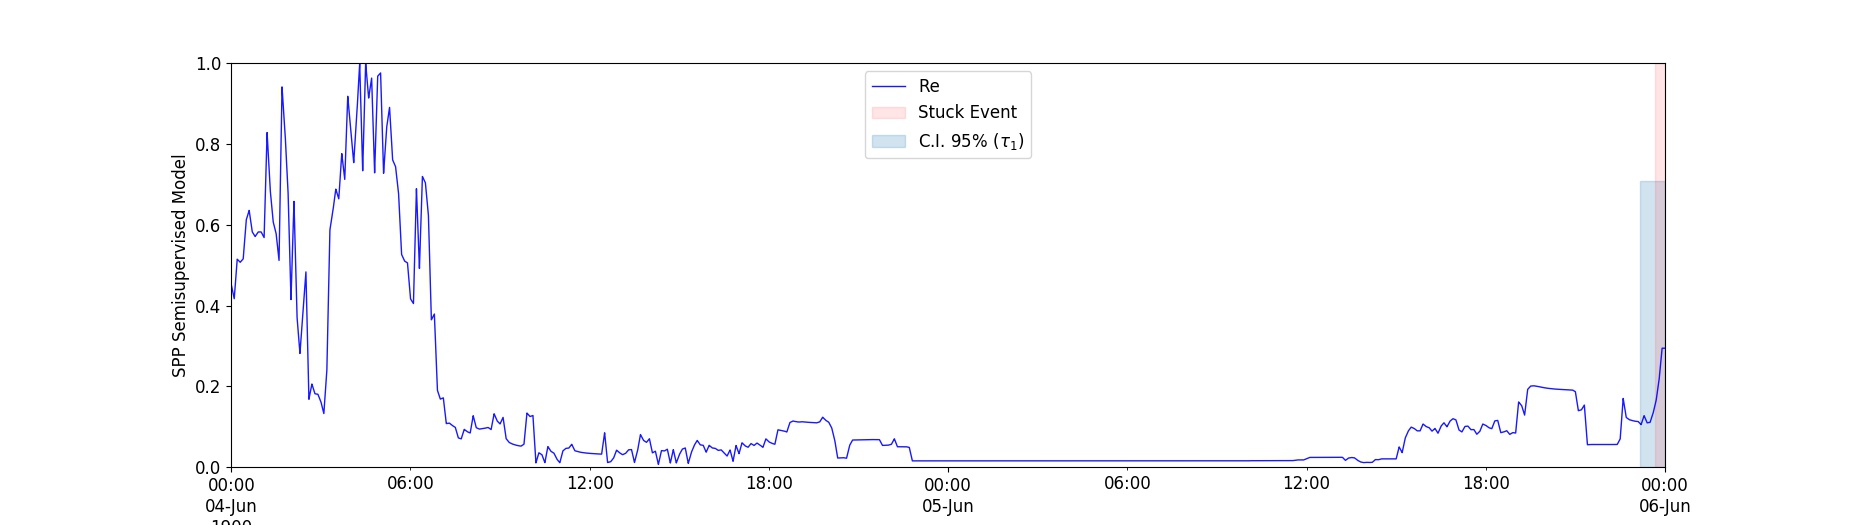 1.0
0.8
0.6
0.4
0.2
0.0
SPP Semisupervised Model
Re
Stuck Event
C.I. 95% (τ₁)
00:00 06:00 12:00 18:00 00:00 06:00 12:00 18:00 00:00
04-Jun 05-Jun 06-Jun
1900